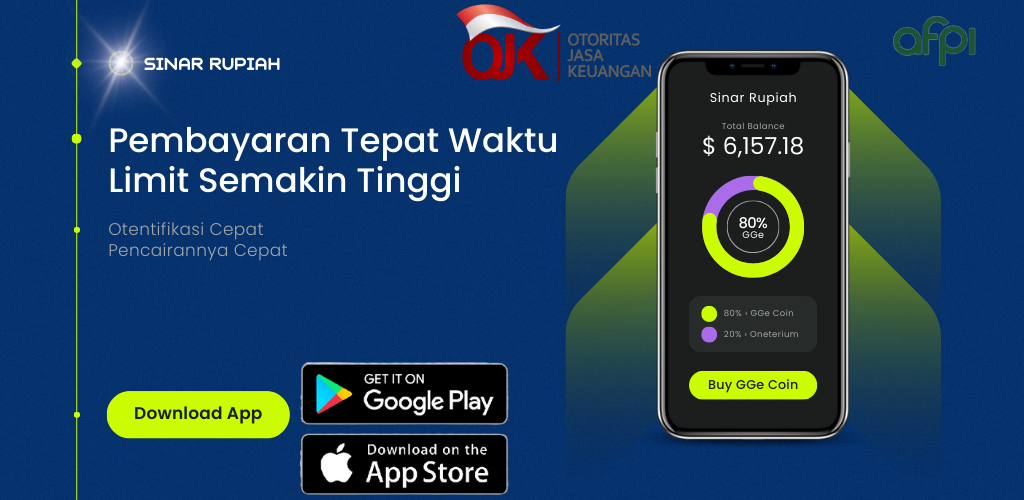 SINAR RUPIAH
OJK
OTORITAS
JASA
KEUANGAN
afpi
Pembayaran Tepat Waktu
Limit Semakin Tinggi
Otentifikasi Cepat
Pencairannya Cepat
Download App
GET IT ON
Google Play
Download on the
App Store
Sinar Rupiah
Total Balance
$ 6,157.18
80%
GGe
80% › GGe Coin
20% › Oneterium
Buy GGe Coin